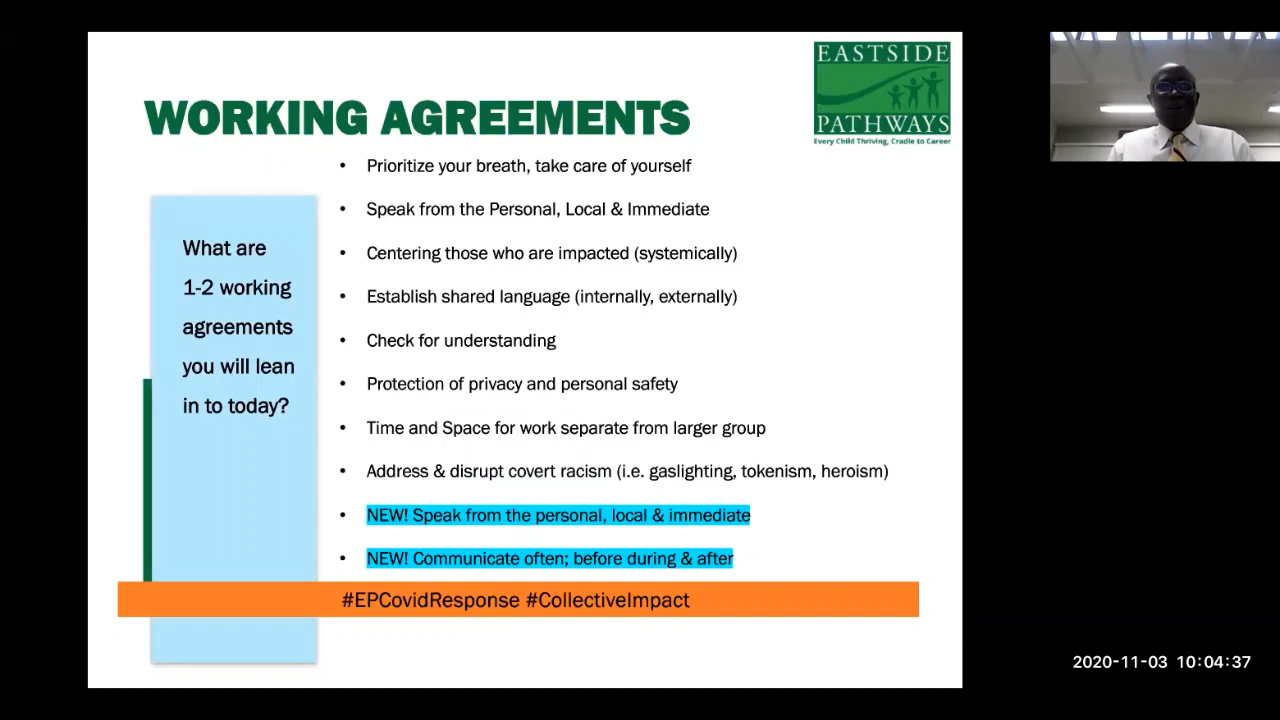 EASTSIDE
PATHWAYS
Every Child Thriving, Cradle to Career
WORKING AGREEMENTS
What are
1-2 working
agreements
you will lean
in to today?
• Prioritize your breath, take care of yourself
• Speak from the Personal, Local & Immediate
• Centering those who are impacted (systemically)
• Establish shared language (internally, externally)
• Check for understanding
• Protection of privacy and personal safety
• Time and Space for work separate from larger group
• Address & disrupt covert racism (i.e. gaslighting, tokenism, heroism)
• NEW! Speak from the personal, local & immediate
• NEW! Communicate often; before during & after
#EPCovidResponse #CollectiveImpact
2020-11-03 10:04:37